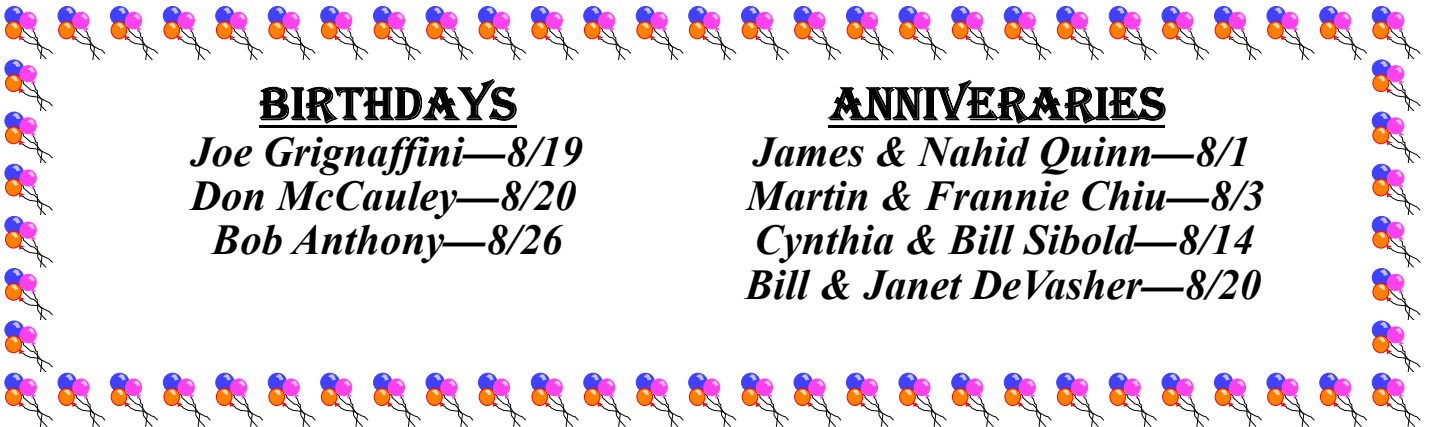 BIRTHDAYS
Joe Grignaffini—8/19
Don McCauley—8/20
Bob Anthony—8/26
ANNIVERARIES
James & Nahid Quinn—8/1
Martin & Frannie Chiu—8/3
Cynthia & Bill Sibold—8/14
Bill & Janet DeVasher—8/20